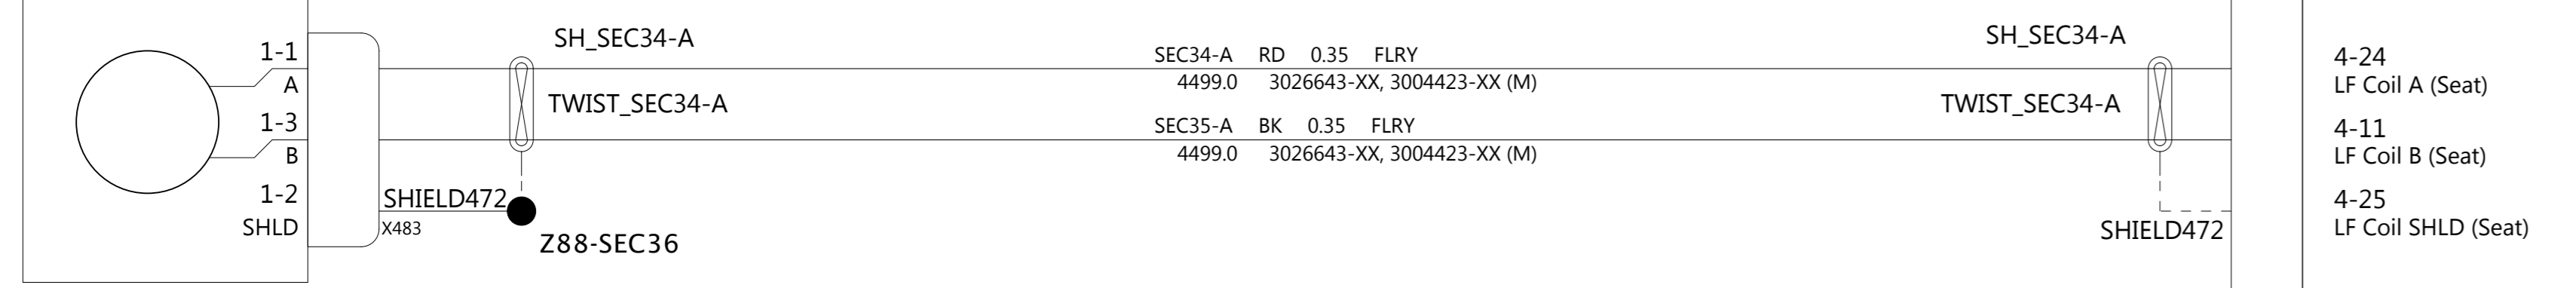 1-1
A
1-3
B
1-2
SHLD
SH_SEC34-A
TWIST_SEC34-A
SHIELD472
X483
Z88-SEC36
SEC34-A RD 0.35 FLRY
4499.0 3026643-XX, 3004423-XX (M)
SEC35-A BK 0.35 FLRY
4499.0 3026643-XX, 3004423-XX (M)
SH_SEC34-A
TWIST_SEC34-A
SHIELD472
4-24
LF Coil A (Seat)
4-11
LF Coil B (Seat)
4-25
LF Coil SHLD (Seat)